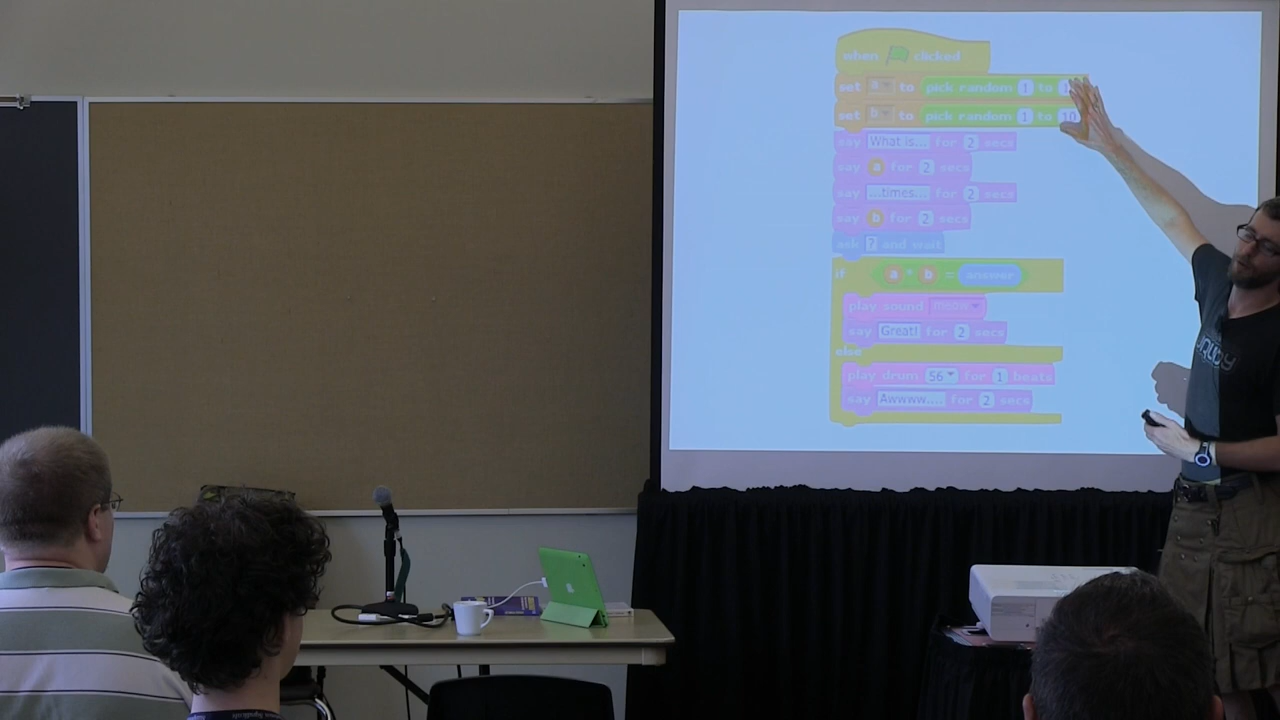 when clicked
set a to pick random 1 to
set b to pick random 1 to 10
say What is... for 2 secs
say a for 2 secs
say ...times... for 2 secs
say b for 2 secs
ask ? and wait
if a * b = answer
play sound meow
say Great! for 2 secs
else
play drum 56 for 1 beats
say Awwww.... for 2 secs